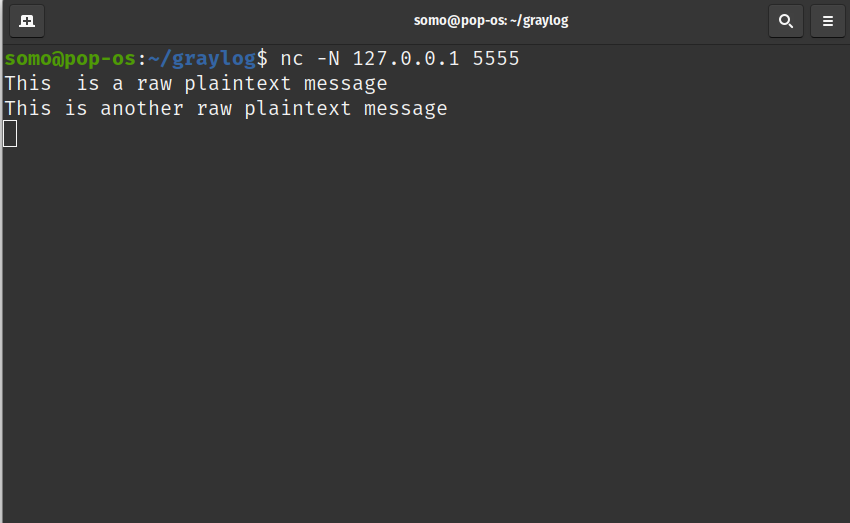 somo@pop-os: ~/graylog
somo@pop-os:~/graylog$ nc -N 127.0.0.1 5555
This  is a raw plaintext message
This is another raw plaintext message